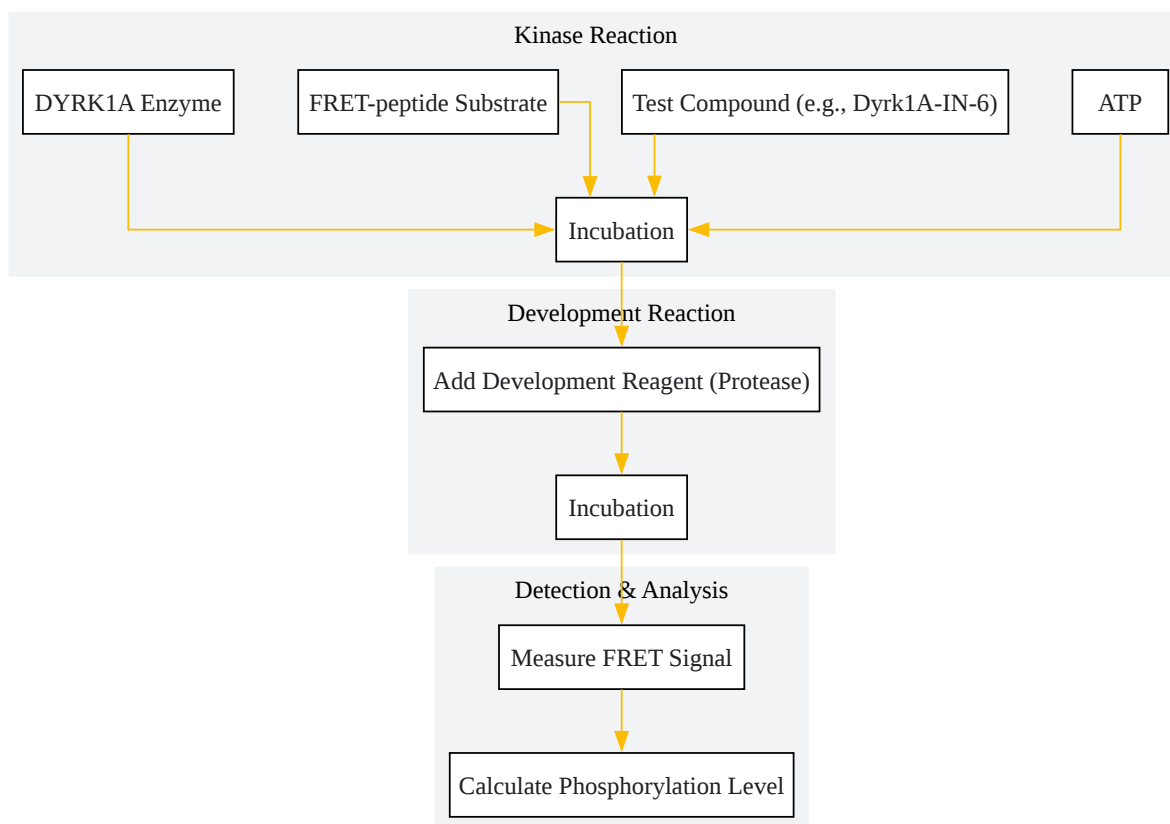 Kinase Reaction
DYRK1A Enzyme
FRET-peptide Substrate
Test Compound (e.g., Dyrk1A-IN-6)
ATP
Incubation
Development Reaction
Add Development Reagent (Protease)
Incubation
Detection & Analysis
Measure FRET Signal
Calculate Phosphorylation Level